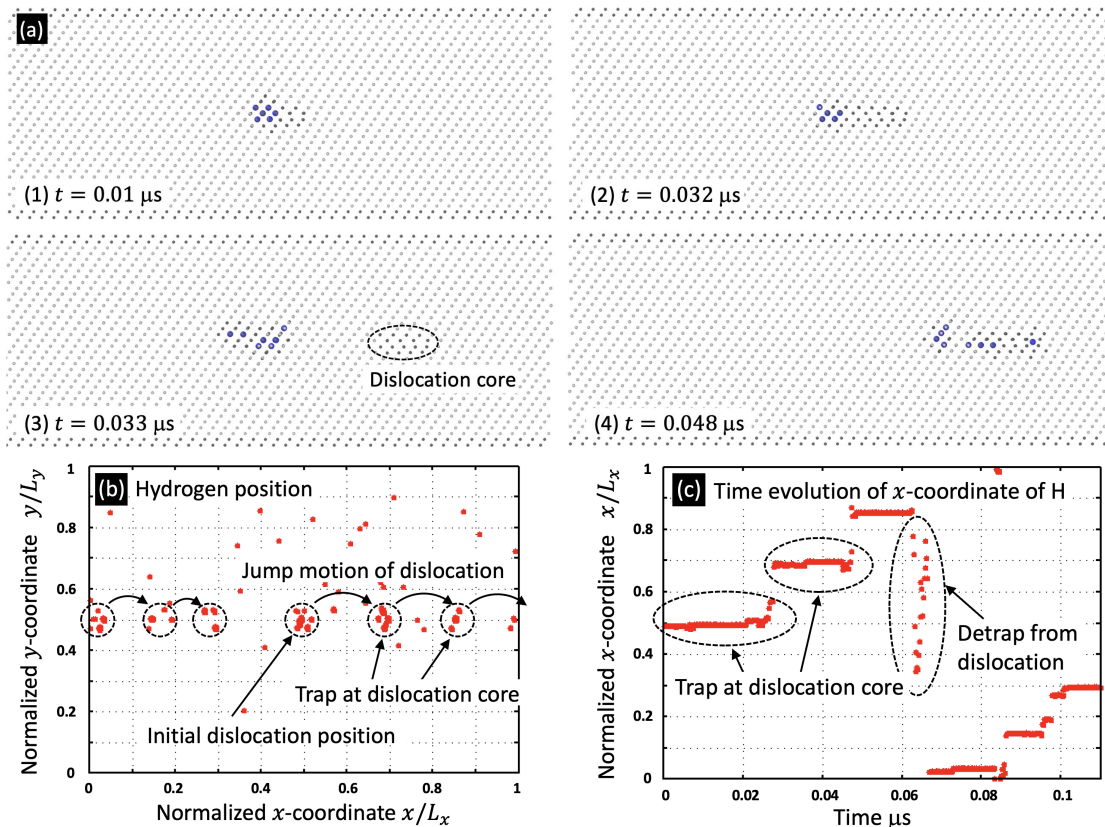 (a)
(1) t = 0.01 μs
(2) t = 0.032 μs
Dislocation core
(3) t = 0.033 μs
(4) t = 0.048 μs
(b) Hydrogen position
Normalized y-coordinate y/L_y
1
0.8
0.6
0.4
0.2
0
Jump motion of dislocation
Trap at dislocation core
Initial dislocation position
0 0.2 0.4 0.6 0.8 1
Normalized x-coordinate x/L_x
(c) Time evolution of x-coordinate of H
Normalized x-coordinate x/L_x
1
0.8
0.6
0.4
0.2
0
Detrap from
dislocation
Trap at dislocation core
0 0.02 0.04 0.06 0.08 0.1
Time μs